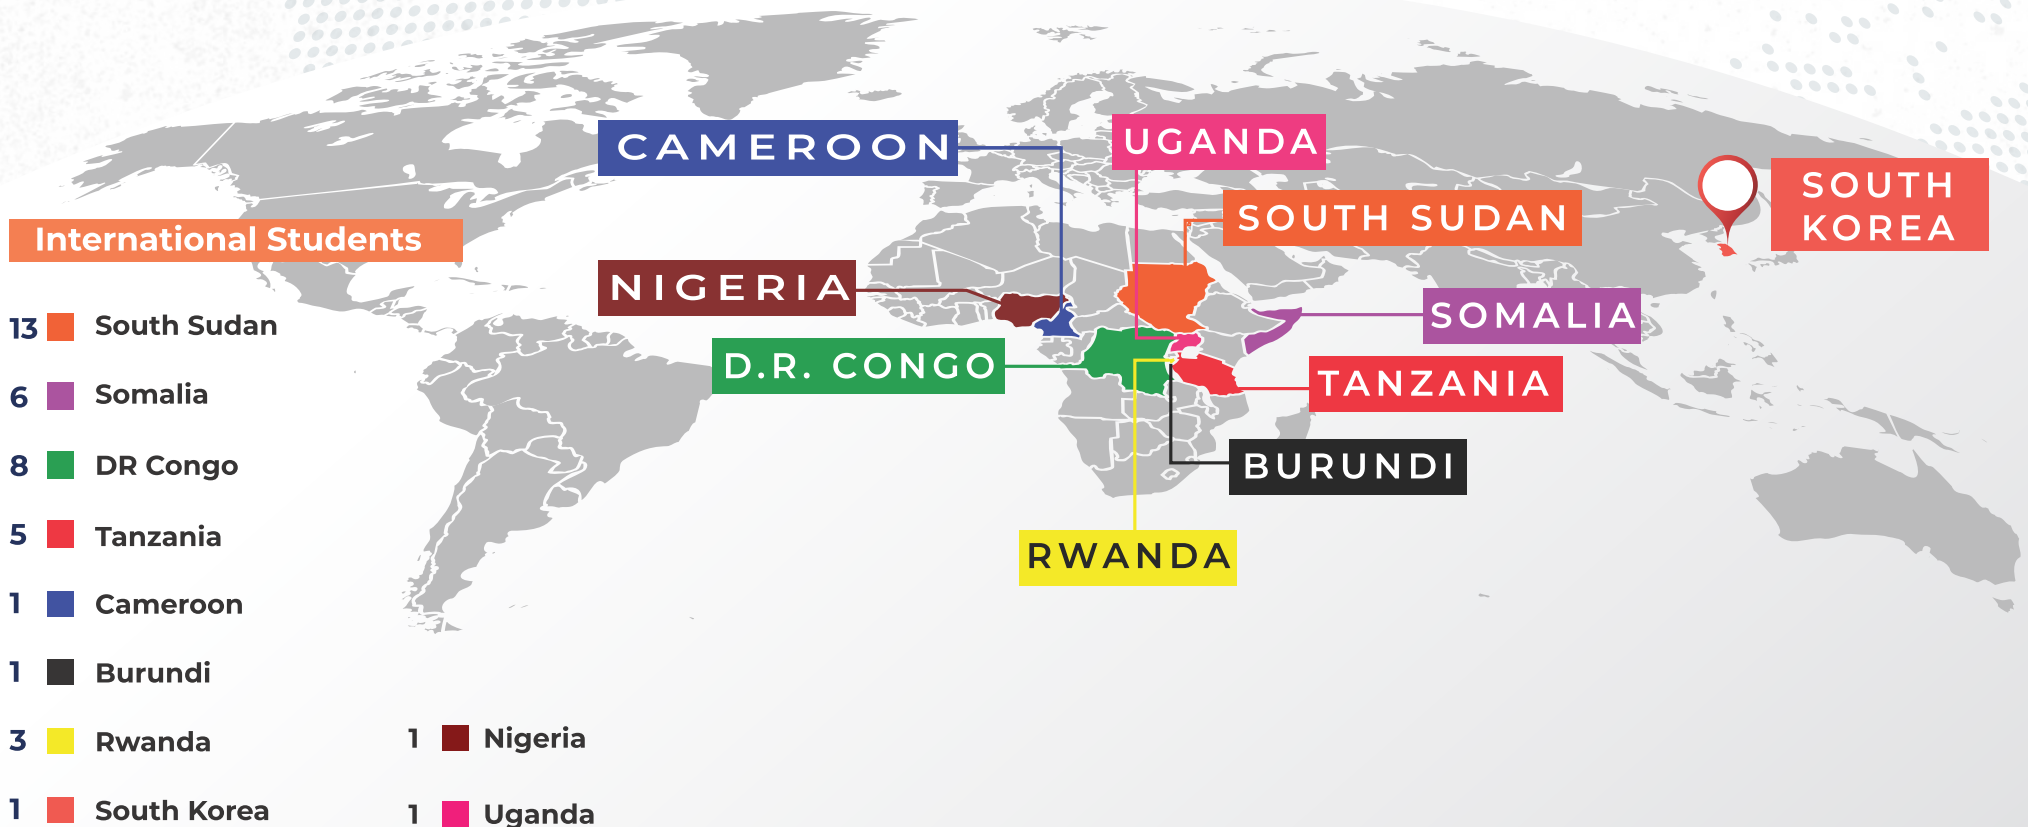 CAMEROON
UGANDA
SOUTH SUDAN
SOUTH
KOREA
International Students
NIGERIA
SOMALIA
D.R. CONGO
TANZANIA
BURUNDI
RWANDA
13 South Sudan
6 Somalia
8 DR Congo
5 Tanzania
1 Cameroon
1 Burundi
3 Rwanda
1 South Korea
1 Nigeria
1 Uganda